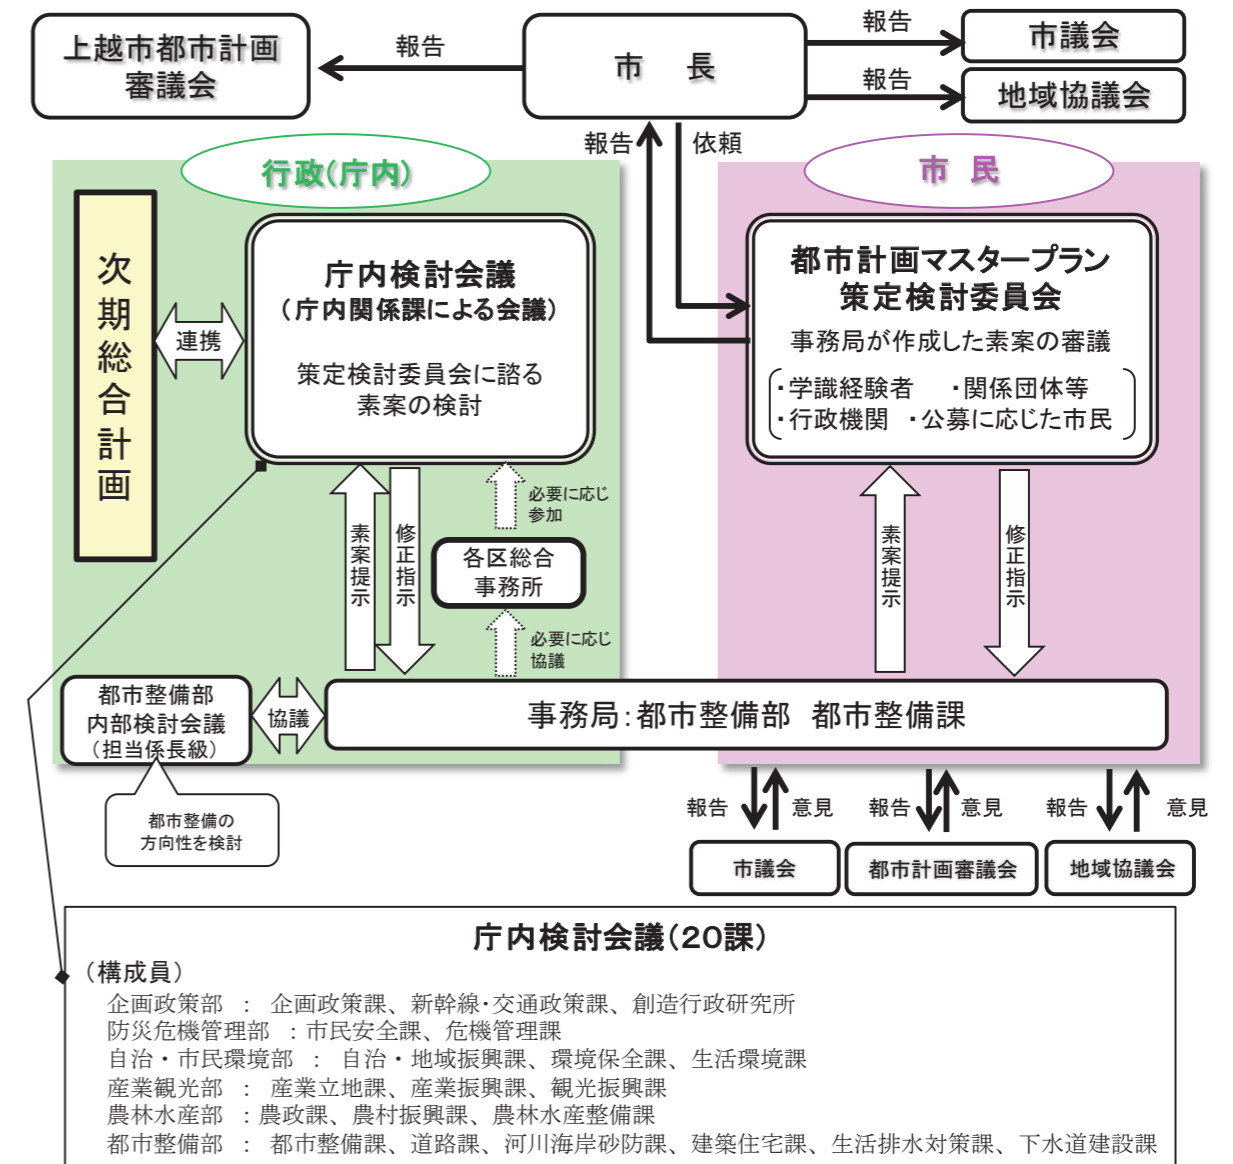 上越市都市計画
審議会
報告
市　長
報告
市議会
報告
地域協議会
報告
依頼
行政(庁内)
市 民
次期総合計画
連携
庁内検討会議
（庁内関係課による会議）
策定検討委員会に諮る
素案の検討
都市計画マスタープラン
策定検討委員会
事務局が作成した素案の審議
・学識経験者　・関係団体等
・行政機関　・公募に応じた市民
素案提示
修正指示
必要に応じ
参加
各区総合
事務所
必要に応じ
協議
素案提示
修正指示
都市整備部
内部検討会議
（担当係長級）
協議
事務局：都市整備部　都市整備課
都市整備の
方向性を検討
報告
意見
報告
意見
報告
意見
市議会
都市計画審議会
地域協議会
庁内検討会議（２０課）
（構成員）
企画政策部　：　企画政策課、新幹線・交通政策課、創造行政研究所
防災危機管理部　：市民安全課、危機管理課
自治・市民環境部　：　自治・地域振興課、環境保全課、生活環境課
産業観光部　：　産業立地課、産業振興課、観光振興課
農林水産部　：農政課、農村振興課、農林水産整備課
都市整備部　：　都市整備課、道路課、河川海岸砂防課、建築住宅課、生活排水対策課、下水道建設課